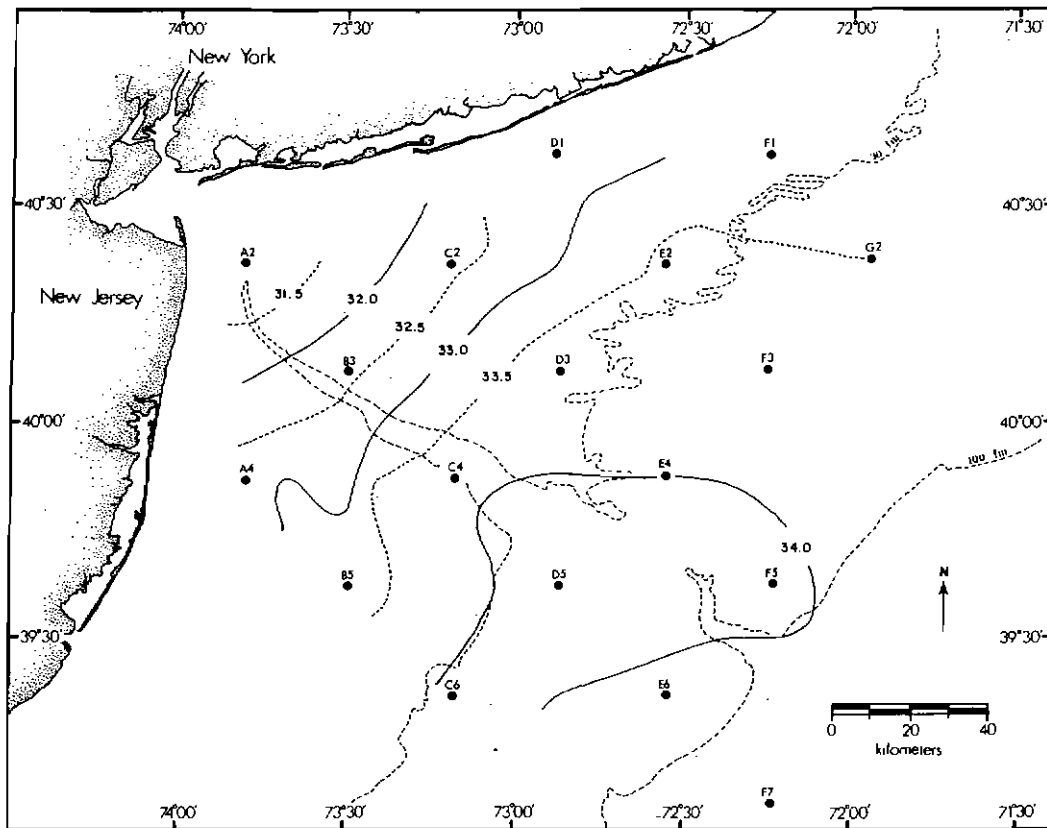 74°00' 73°30' 73°00' 72°30' 72°00' 71°30'
New York
D1 F1
30 fm
40°30' 40°30'
A2 C2 E2 G2
New Jersey
31.5 32.0
32.5
33.0
B3 33.5 D3 F3
40°00' 40°00'
100 fm
A4 C4 E4
34.0
B5 D5 F5
N
39°30' 39°30'
C6 E6
0 20 40
kilometers
F7
74°00' 73°30' 73°00' 72°30' 72°00' 71°30'